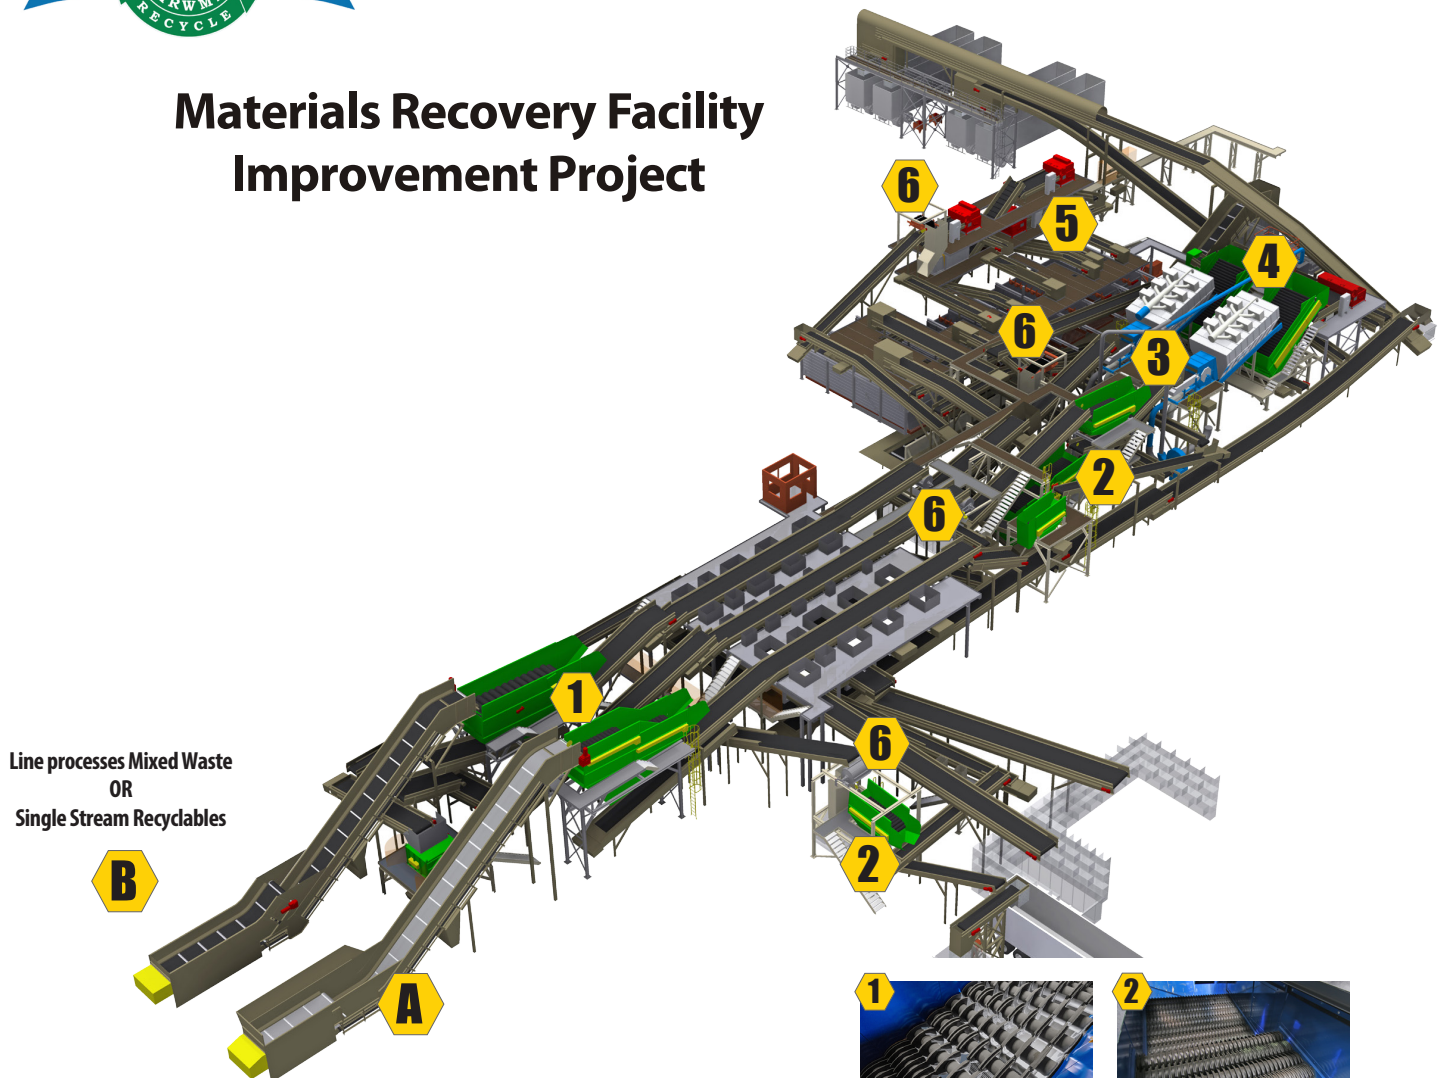 RECYCLE
Materials Recovery Facility
Improvement Project
6
5
4
6
3
2
6
1
6
Line processes Mixed Waste
OR
Single Stream Recyclables
2
B
A
1
2